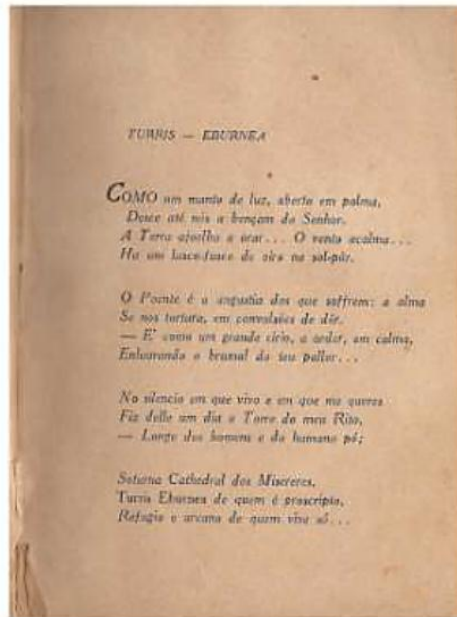 TURRIS — EBURNEA
COMO um manto de luz, aberto em palma,
Desce até nós a bençam do Senhor.
A Terra ajoelha a orar... O vento acalma...
Ha um lusco-fusco de oiro no sol-pôr.
O Poente é a angustia dos que soffrem: a alma
Se nos tortura, em convulsões de dôr.
— E' como um grande cirio, a arder, em calma,
Enlourando o brumal do seu pallor...
No silencio em que vivo e em que me queres
Fiz delle um dia a Torre do meu Rito,
— Longe dos homens e do humano pó;
Soturna Cathedral dos Misereres,
Turris Eburnea de quem é proscripto,
Refugio e arcano de quem vive só...